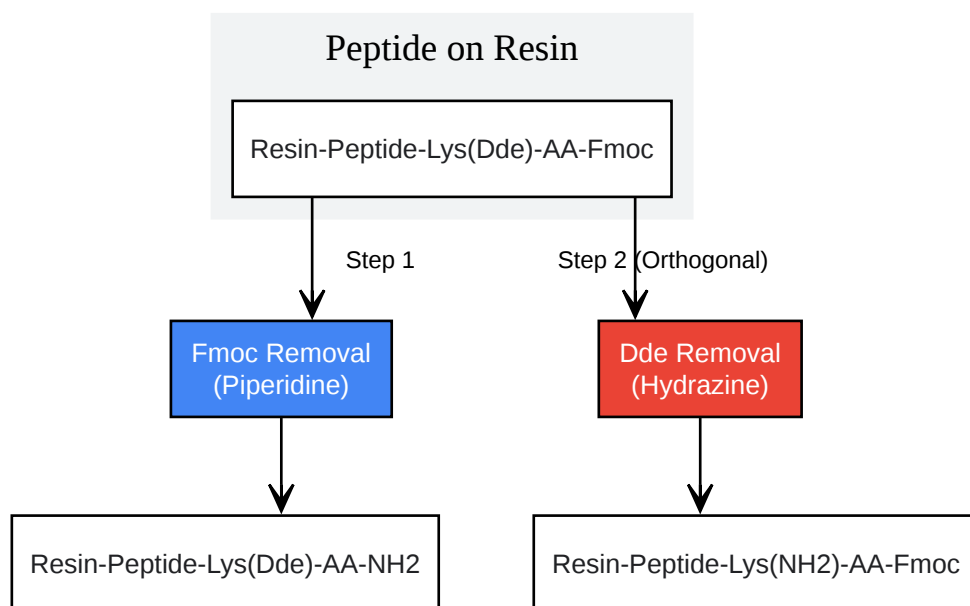 Peptide on Resin
Resin-Peptide-Lys(Dde)-AA-Fmoc
Step 1
Step 2 (Orthogonal)
Fmoc Removal
(Piperidine)
Dde Removal
(Hydrazine)
Resin-Peptide-Lys(Dde)-AA-NH2
Resin-Peptide-Lys(NH2)-AA-Fmoc